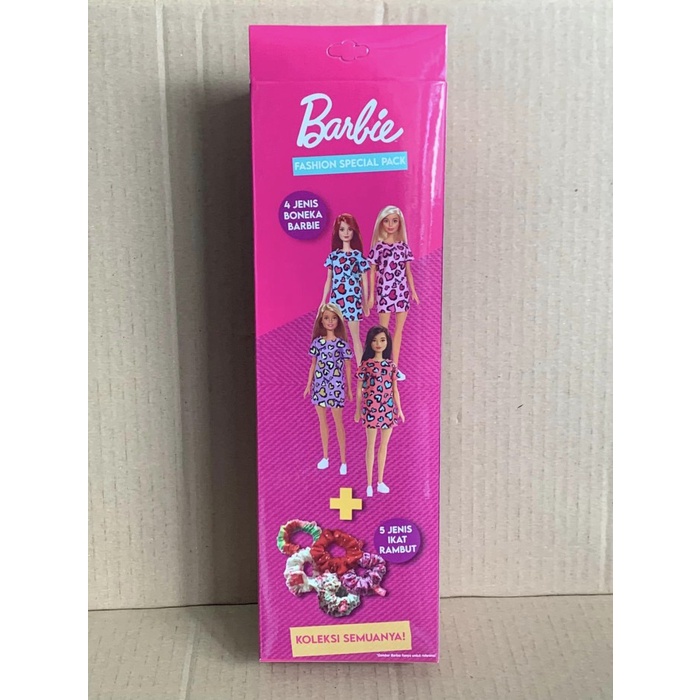 Barbie
FASHION SPECIAL PACK
4 JENIS
BONEKA
BARBIE
5 JENIS
IKAT
RAMBUT
KOLEKSI SEMUANYA!